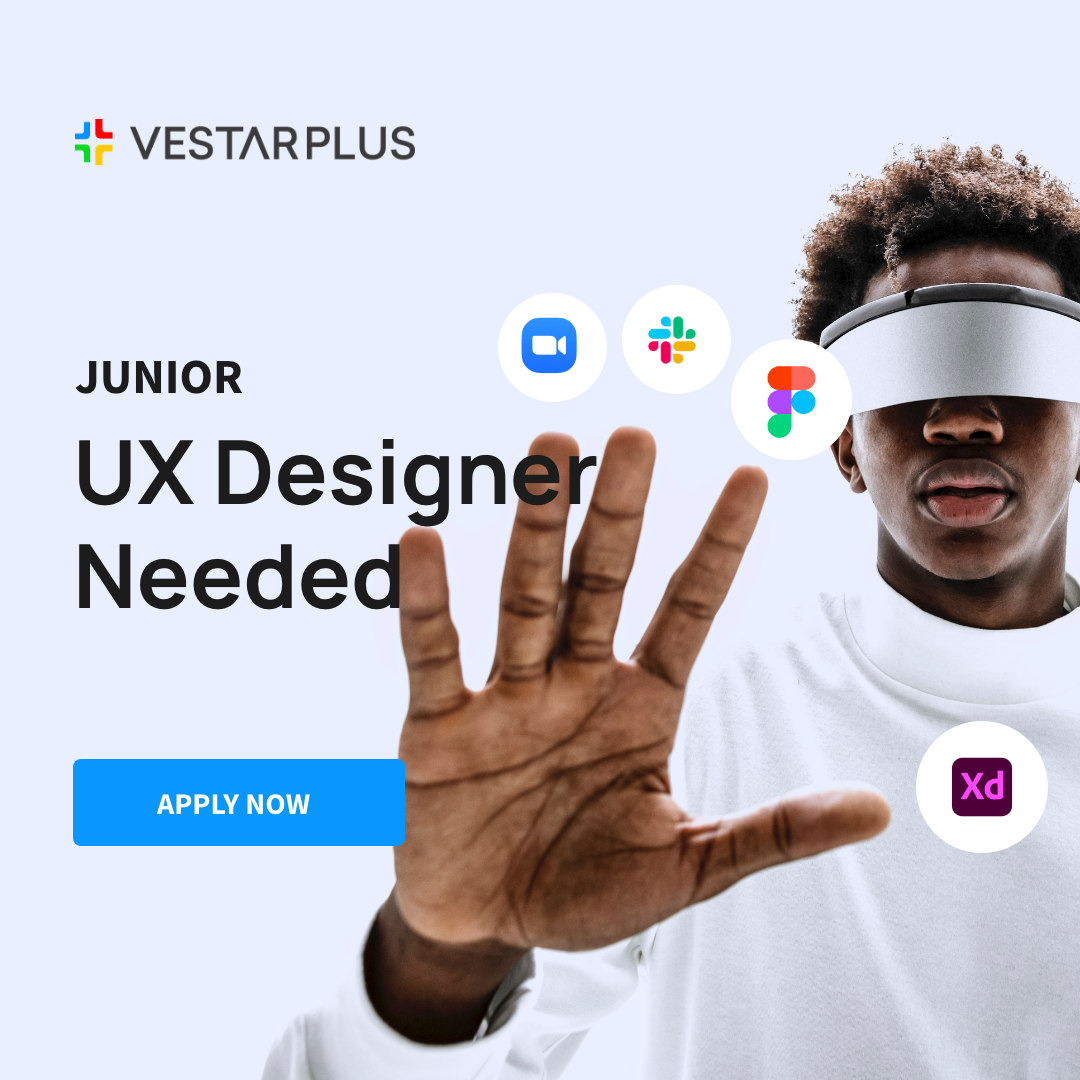 VESTARPLUS
JUNIOR
UX Designer
Needed
APPLY NOW
Xd